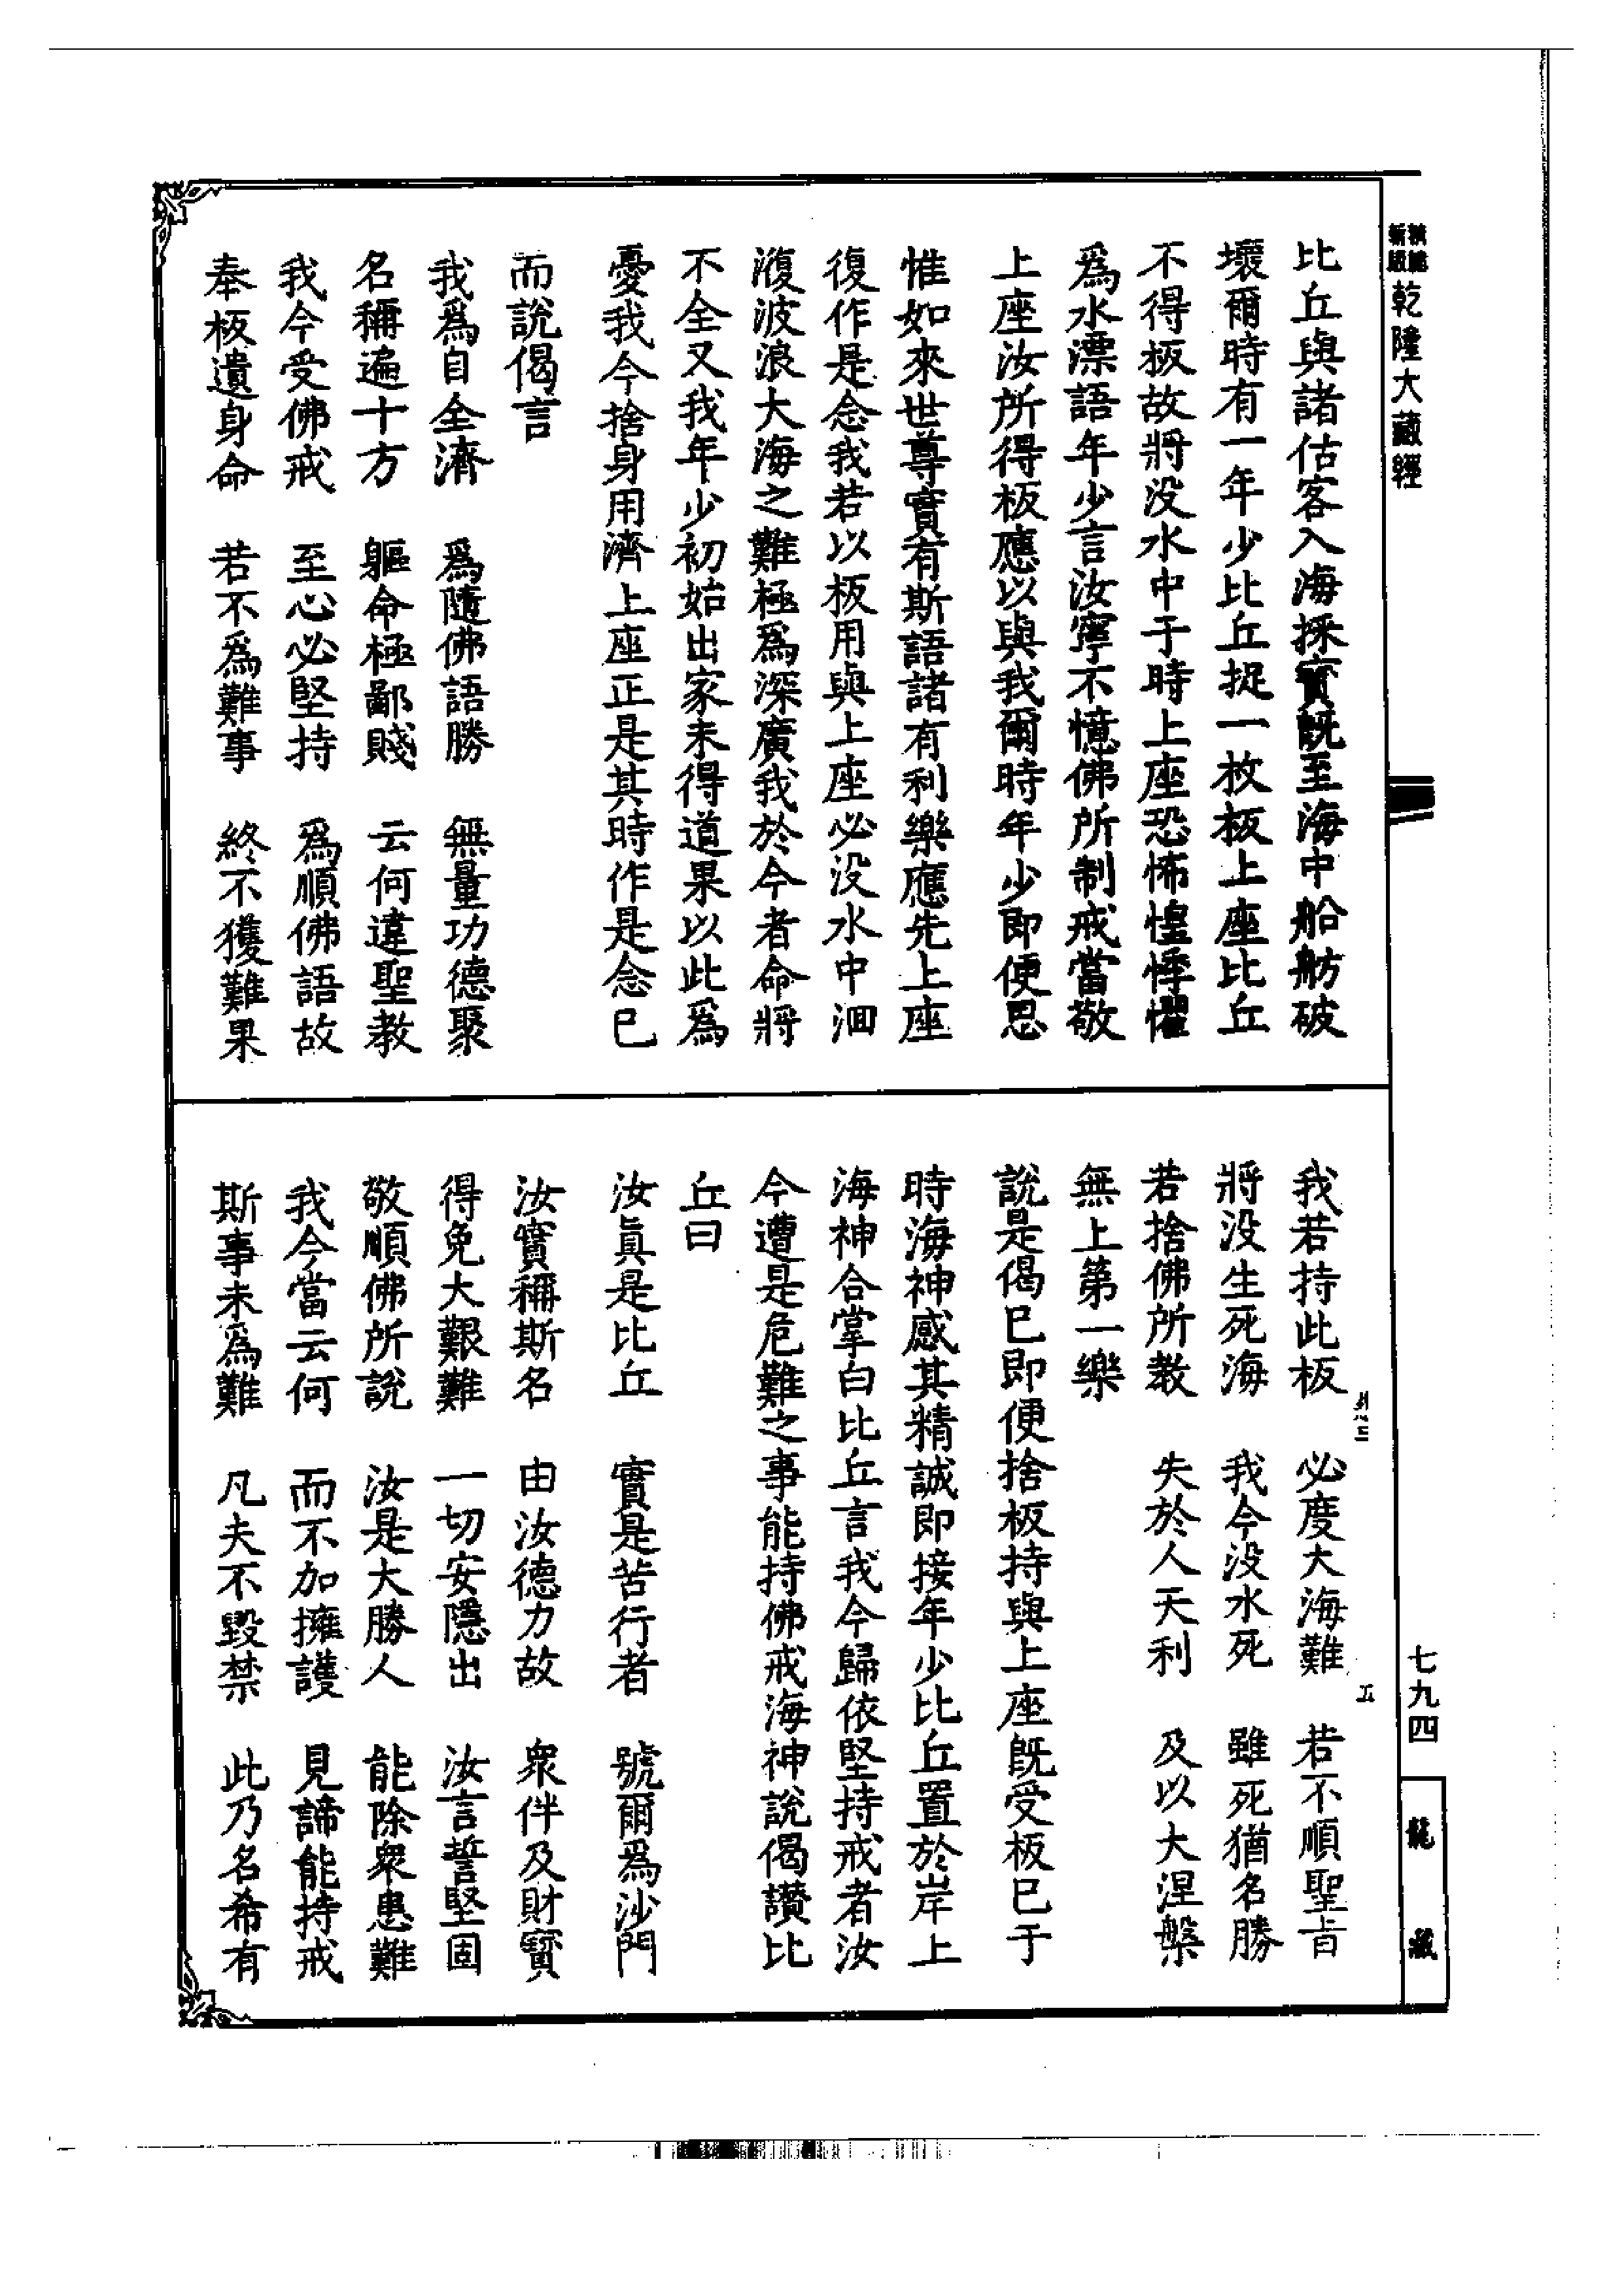 乾隆大藏經
比丘與諸估客入海採寶既至海中船舫破
壞爾時有一年少比丘捉一枚板上座比丘
不得板故將没水中于時上座恐怖惶悸懼
爲水漂語年少言汝寧不憶佛所制戒當敬
上座汝所得板應以與我爾時年少即便思
惟如來世尊實有斯語諸有利樂應先上座
復作是念我若以板用與上座必没水中洄
澓波浪大海之難極爲深廣我於今者命將
不全又我年少初始出家未得道果以此爲
憂我今捨身用濟上座正是其時作是念已
而說偈言
我爲自全濟　爲隨佛語勝　無量功德聚
名稱遍十方　軀命極鄙賤　云何違聖教
我今受佛戒　至心必堅持　爲順佛語故
奉板遺身命　若不爲難事　終不獲難果
我若持此板　必度大海難　若不順聖旨
將没生死海　我今没水死　雖死猶名勝
若捨佛所教　失於人天利　及以大涅槃
無上第一樂
說是偈已即便捨板持與上座既受板已于
時海神感其精誠即接年少比丘置於岸上
海神合掌白比丘言我今歸依堅持戒者汝
今遭是危難之事能持佛戒海神說偈讚比
丘曰
汝眞是比丘　實是苦行者　號爾爲沙門
汝實稱斯名　由汝德力故　衆伴及財寶
得免大艱難　一切安隱出　汝言誓堅固
敬順佛所說　汝是大勝人　能除衆患難
我今當云何　而不加擁護　見諦能持戒
斯事未爲難　凡夫不毀禁　此乃名希有
五
七九四
龍藏